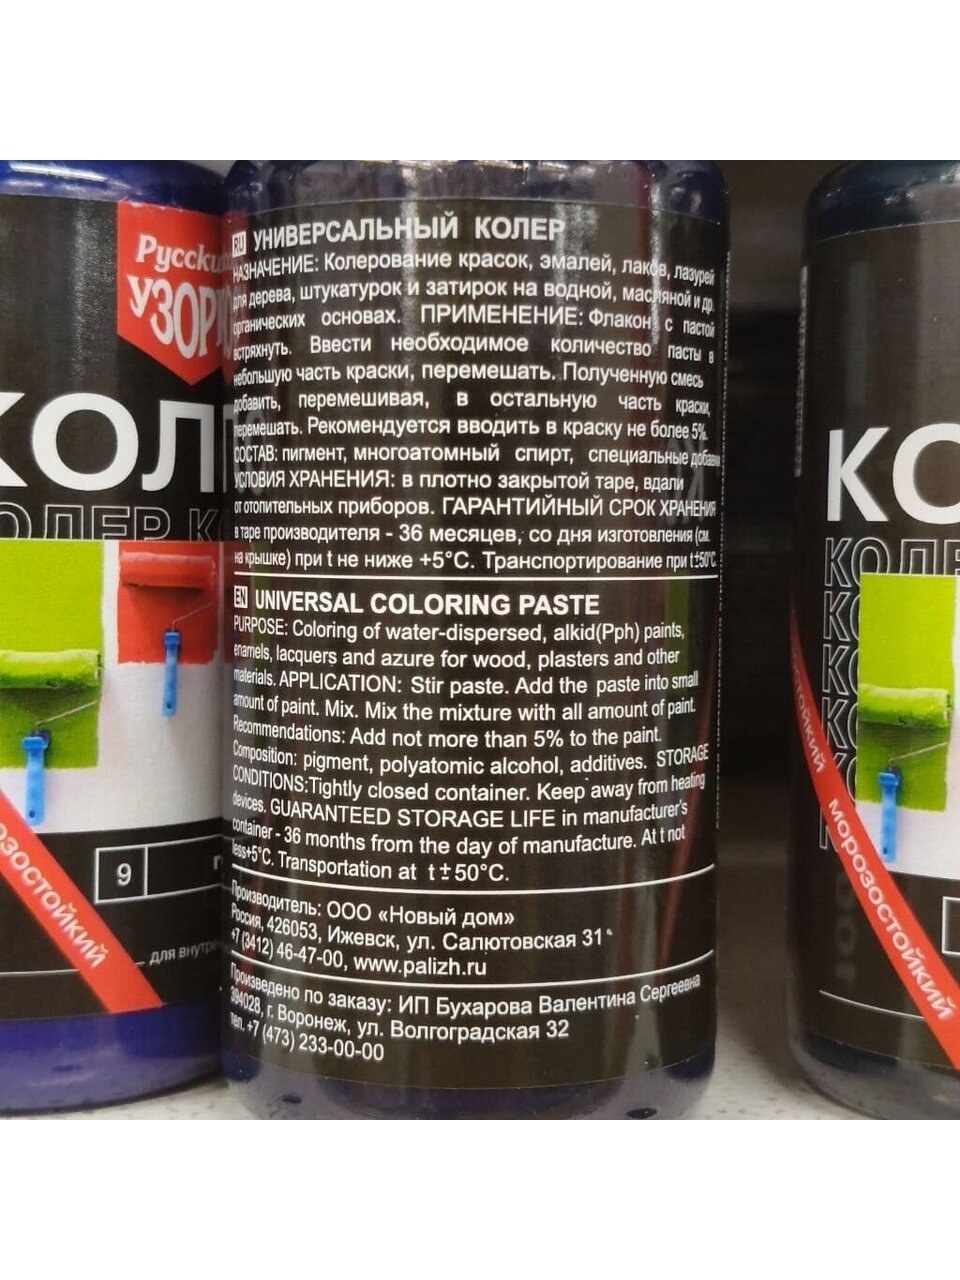 RU УНИВЕРСАЛЬНЫЙ КОЛЕР
НАЗНАЧЕНИЕ: Колерование красок, эмалей, лаков, лазурей
для дерева, штукатурок и затирок на водной, масляной и др.
органических основах. ПРИМЕНЕНИЕ: Флакон с пастой
встряхнуть. Ввести необходимое количество пасты в
небольшую часть краски, перемешать. Полученную смесь
добавить, перемешивая, в остальную часть краски,
перемешать. Рекомендуется вводить в краску не более 5%.
СОСТАВ: пигмент, многоатомный спирт, специальные добавки
УСЛОВИЯ ХРАНЕНИЯ: в плотно закрытой таре, вдали
от отопительных приборов. ГАРАНТИЙНЫЙ СРОК ХРАНЕНИЯ
в таре производителя - 36 месяцев, со дня изготовления (см.
на крышке) при t не ниже +5°С. Транспортирование при t±50°С.
EN UNIVERSAL COLORING PASTE
PURPOSE: Coloring of water-dispersed, alkid(Pph) paints,
enamels, lacquers and azure for wood, plasters and other
materials. APPLICATION: Stir paste. Add the paste into small
amount of paint. Mix. Mix the mixture with all amount of paint.
Recommendations: Add not more than 5% to the paint.
Composition: pigment, polyatomic alcohol, additives. STORAGE
CONDITIONS:Tightly closed container. Keep away from heating
devices. GUARANTEED STORAGE LIFE in manufacturer's
container - 36 months from the day of manufacture. At t not
less+5°C. Transportation at t±50°C.
Производитель: ООО «Новый дом»
Россия, 426053, Ижевск, ул. Салютовская 31
+7 (3412) 46-47-00, www.palizh.ru
Произведено по заказу: ИП Бухарова Валентина Сергеевна
394028, г. Воронеж, ул. Волгоградская 32
тел. +7 (473) 233-00-00
Русский
УЗОР
КОЛ
ОЛЕР К
9
ОЗОСТОЙКИЙ
для внутре
КО
КОЛЕ
МОРОЗОСТОЙКИЙ